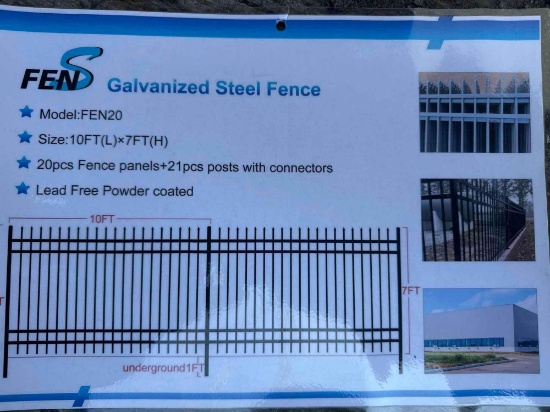 FENS
Galvanized Steel Fence
Model:FEN20
Size:10FT(L)×7FT(H)
20pcs Fence panels+21pcs posts with connectors
Lead Free Powder coated
10FT
7FT
underground1FT